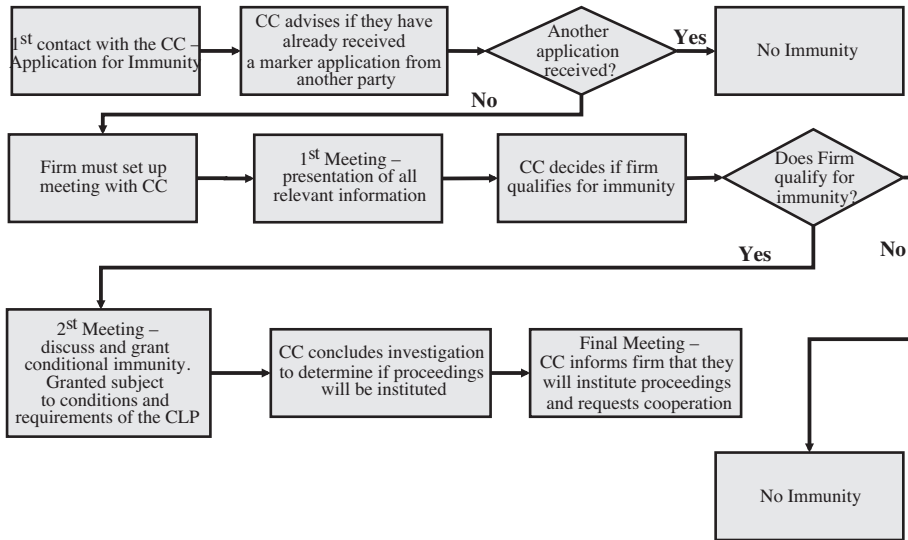 1st contact with the CC –
Application for Immunity
CC advises if they have
already received
a marker application from
another party
Another
application
received?
Yes
No Immunity
No
Firm must set up
meeting with CC
1st Meeting –
presentation of all
relevant information
CC decides if firm
qualifies for immunity
Does Firm
qualify for
immunity?
Yes
No
2st Meeting –
discuss and grant
conditional immunity.
Granted subject
to conditions and
requirements of the CLP
CC concludes investigation
to determine if proceedings
will be instituted
Final Meeting –
CC informs firm that they
will institute proceedings
and requests cooperation
No Immunity